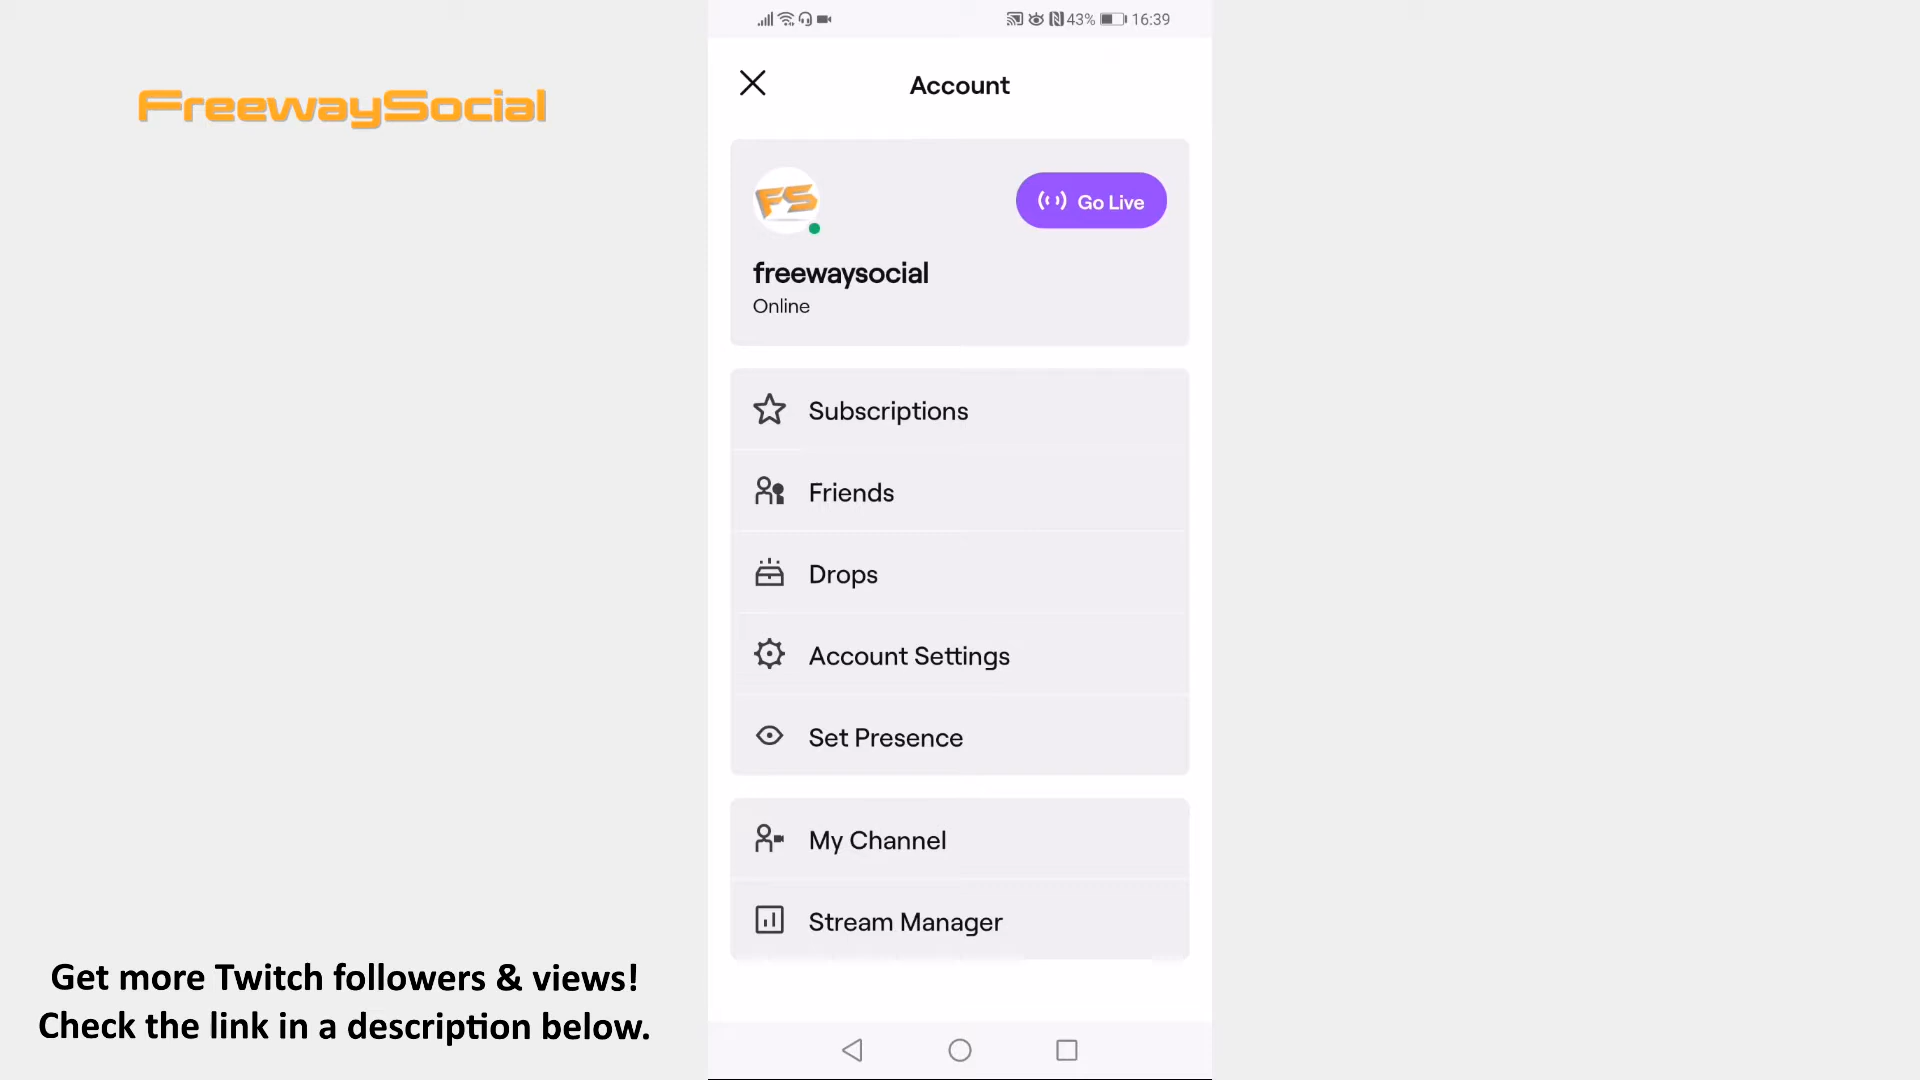 43% 16:39
FreewaySocial
Account
FS
Go Live
freewaysocial
Online
Subscriptions
Friends
Drops
Account Settings
Set Presence
My Channel
Stream Manager
Get more Twitch followers & views!
Check the link in a description below.